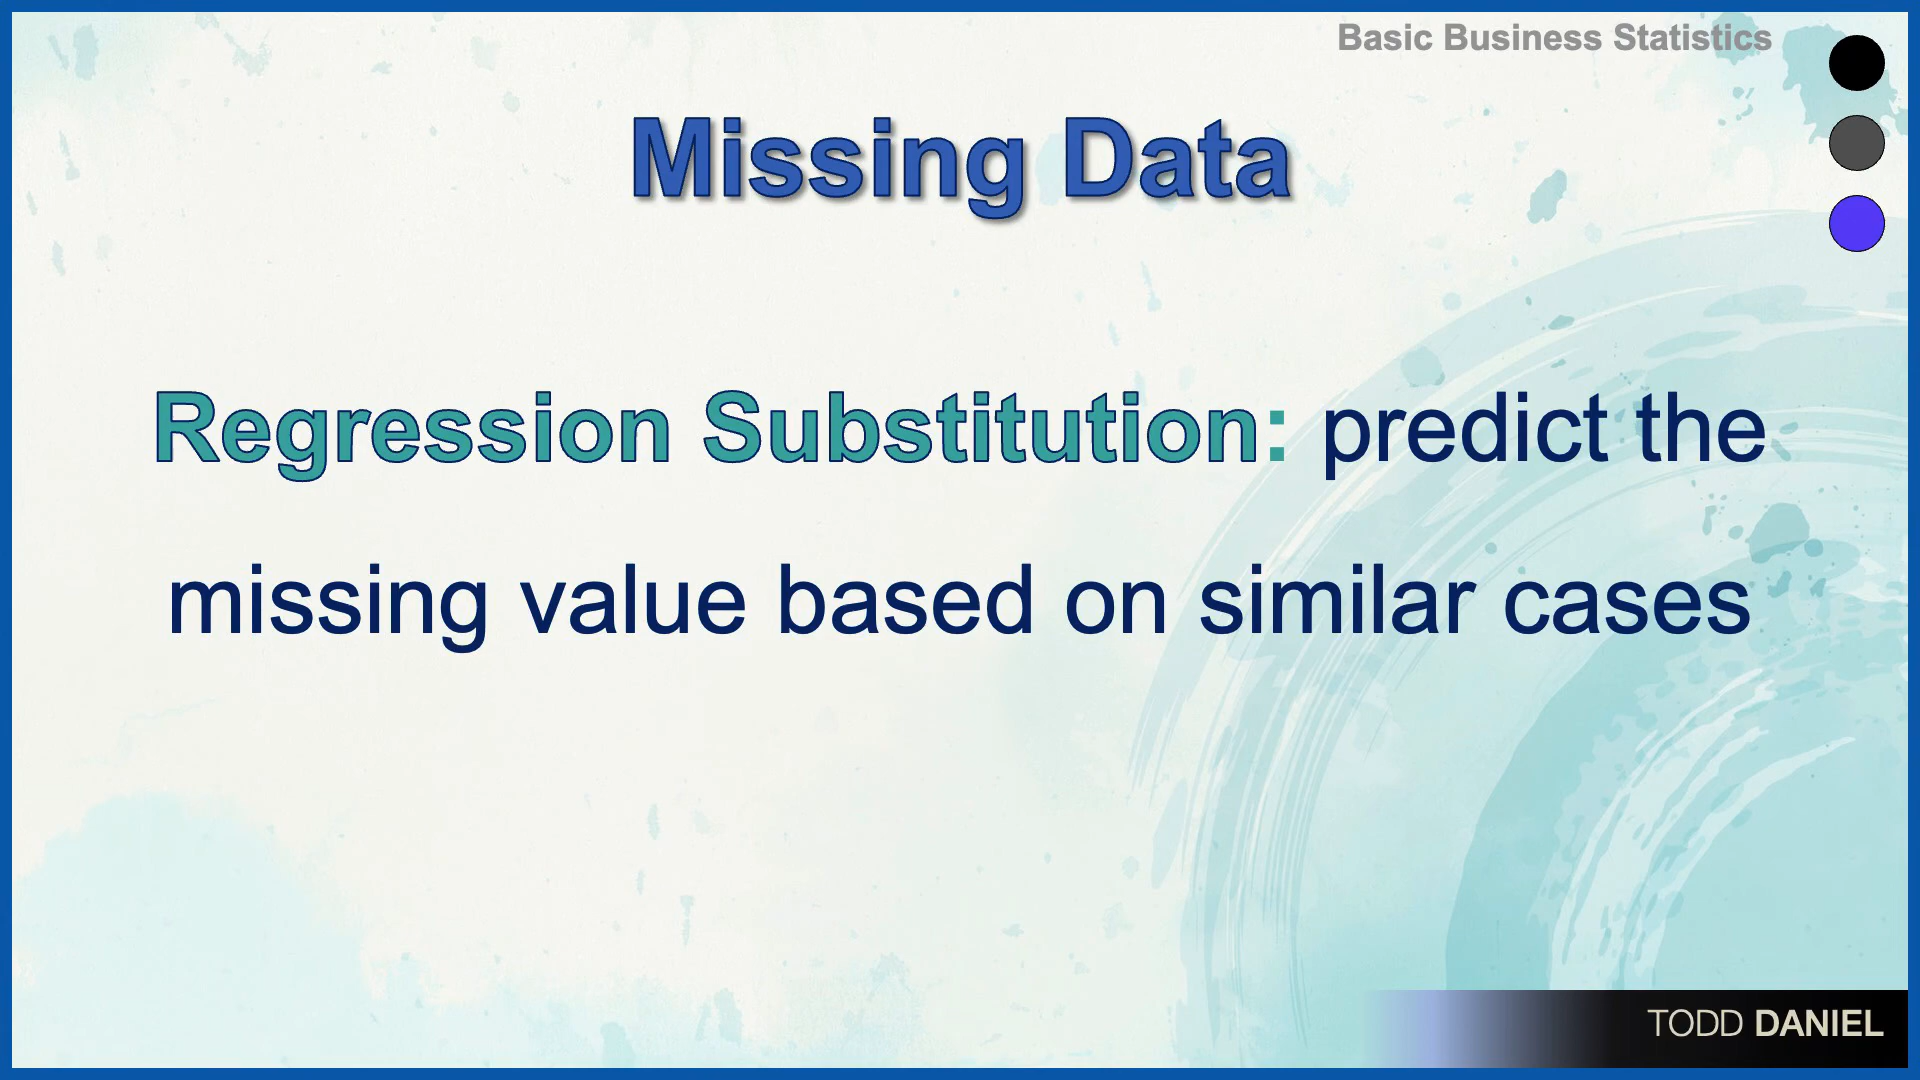 Basic Business Statistics
Missing Data
Regression Substitution: predict the
missing value based on similar cases
TODD DANIEL